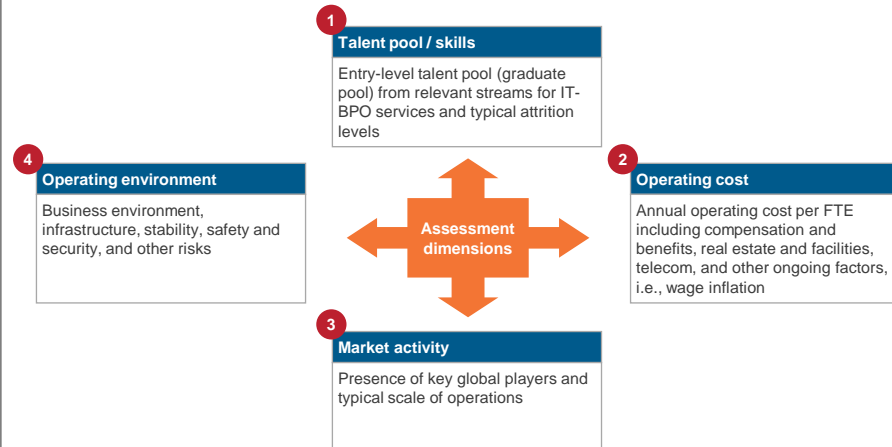 1
Talent pool / skills
Entry-level talent pool (graduate
pool) from relevant streams for IT-
BPO services and typical attrition
levels
4
Operating environment
Business environment,
infrastructure, stability, safety and
security, and other risks
Assessment
dimensions
2
Operating cost
Annual operating cost per FTE
including compensation and
benefits, real estate and facilities,
telecom, and other ongoing factors,
i.e., wage inflation
3
Market activity
Presence of key global players and
typical scale of operations